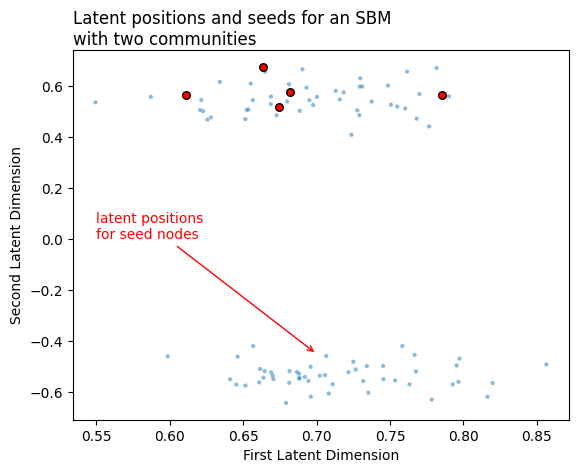 Latent positions and seeds for an SBM
with two communities
0.6
0.4
0.2
0.0
−0.2
−0.4
−0.6
Second Latent Dimension
latent positions
for seed nodes
0.55
0.60
0.65
0.70
0.75
0.80
0.85
First Latent Dimension